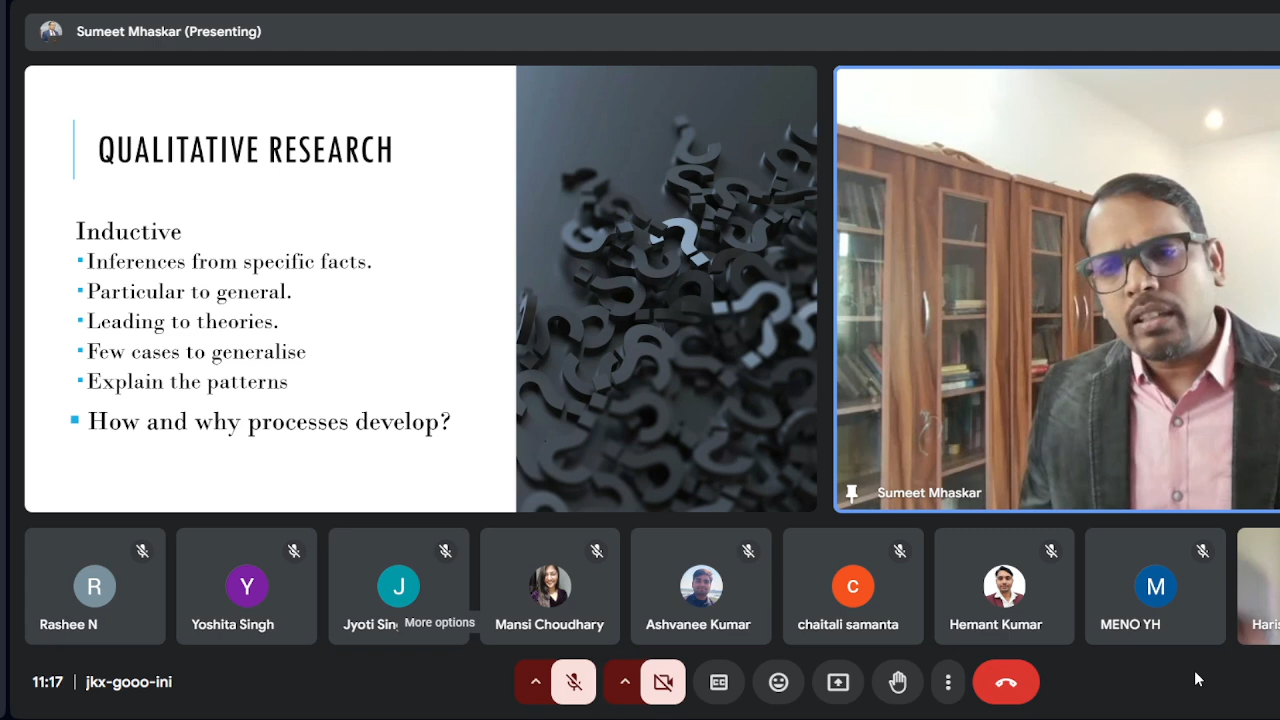 Sumeet Mhaskar (Presenting)
QUALITATIVE RESEARCH
Inductive
Inferences from specific facts.
Particular to general.
Leading to theories.
Few cases to generalise
Explain the patterns
How and why processes develop?
Sumeet Mhaskar
R
Rashee N
Y
Yoshita Singh
J
Jyoti
More options
Mansi Choudhary
Ashvanee Kumar
c
chaitali samanta
Hemant Kumar
M
MENO YH
11:17 | jkx-gooo-ini
CC